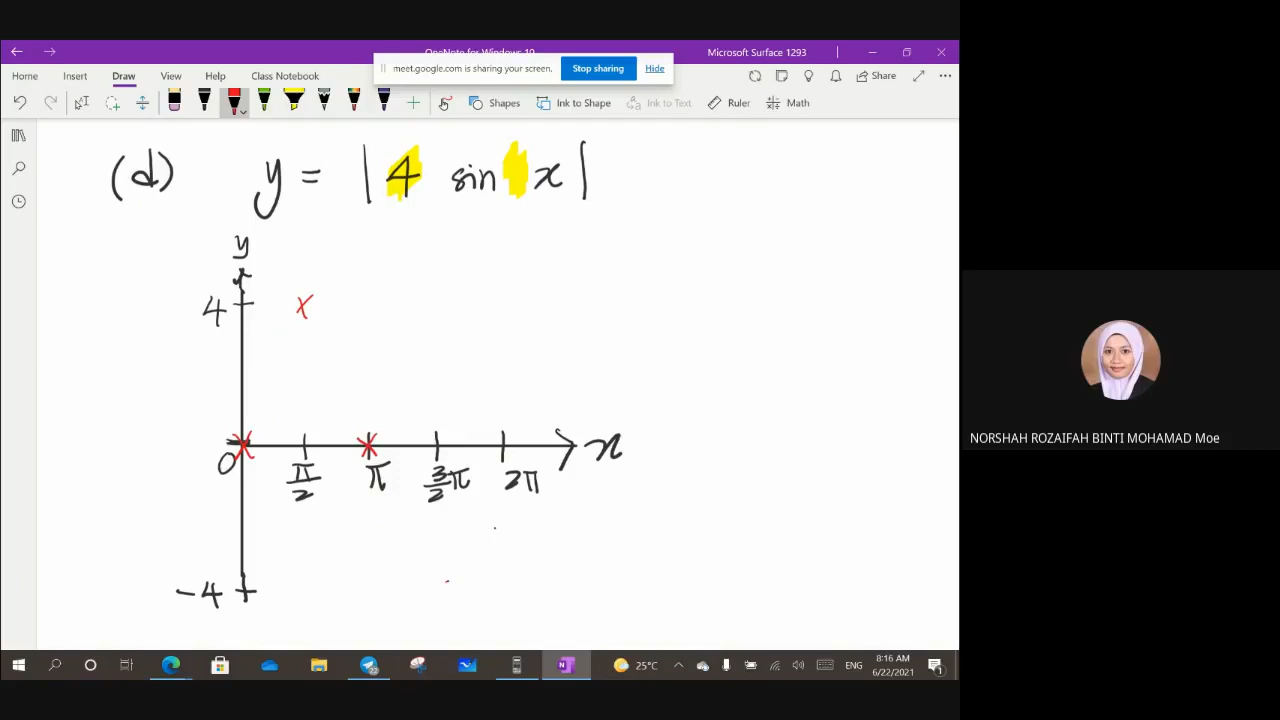 OneNote for Windows 10
Microsoft Surface 1293
meet.google.com is sharing your screen.
Stop sharing
Hide
Home Insert Draw View Help Class Notebook
Share
Shapes
Ink to Shape
Ink to Text
Ruler
Math
(d) y = | 4 sin x |
y
4
0
π/2 π 3/2 π 2π
x
-4
NORSHAH ROZAIFAH BINTI MOHAMAD Moe
25°C
ENG
8:16 AM
6/22/2021
1